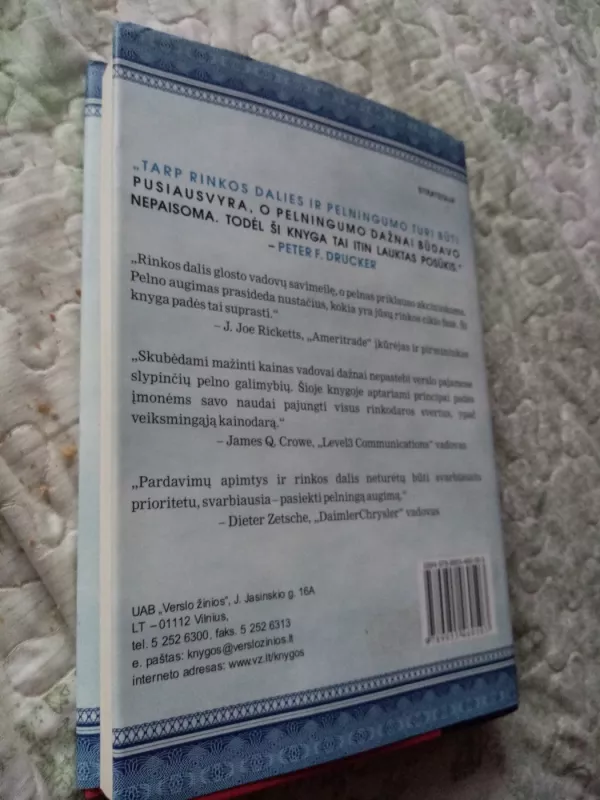 STRATEGIJA
„TARP RINKOS DALIES IR PELNINGUMO TURI BŪTI
PUSIAUSVYRA, O PELNINGUMO DAŽNAI BŪDAVO
NEPAISOMA. TODĖL ŠI KNYGA TAI ITIN LAUKTAS POSŪKIS.“
– PETER F. DRUCKER
„Rinkos dalis glosto vadovų savimeilę, o pelnas priklauso akcininkams.
Pelno augimas prasideda nustačius, kokia yra jūsų rinkos ciklo fazė. Ši
knyga padės tai suprasti.“
– J. Joe Ricketts, „Ameritrade“ įkūrėjas ir pirmininkas
„Skubėdami mažinti kainas vadovai dažnai nepastebi verslo pajamose
slypinčių pelno galimybių. Šioje knygoje aptariami principai padės
įmonėms savo naudai pajungti visus rinkodaros svertus, ypač
veiksmingąją kainodarą.“
– James Q. Crowe, „Level3 Communications“ vadovas
„Pardavimų apimtys ir rinkos dalis neturėtų būti svarbiausiu
prioritetu, svarbiausia – pasiekti pelningą augimą.“
– Dieter Zetsche, „DaimlerChrysler“ vadovas
UAB „Verslo žinios“, J. Jasinskio g. 16A
LT – 01112 Vilnius,
tel. 5 252 6300, faks. 5 252 6313
e. paštas: knygos@verslozinios.lt
interneto adresas: www.vz.lt/knygos